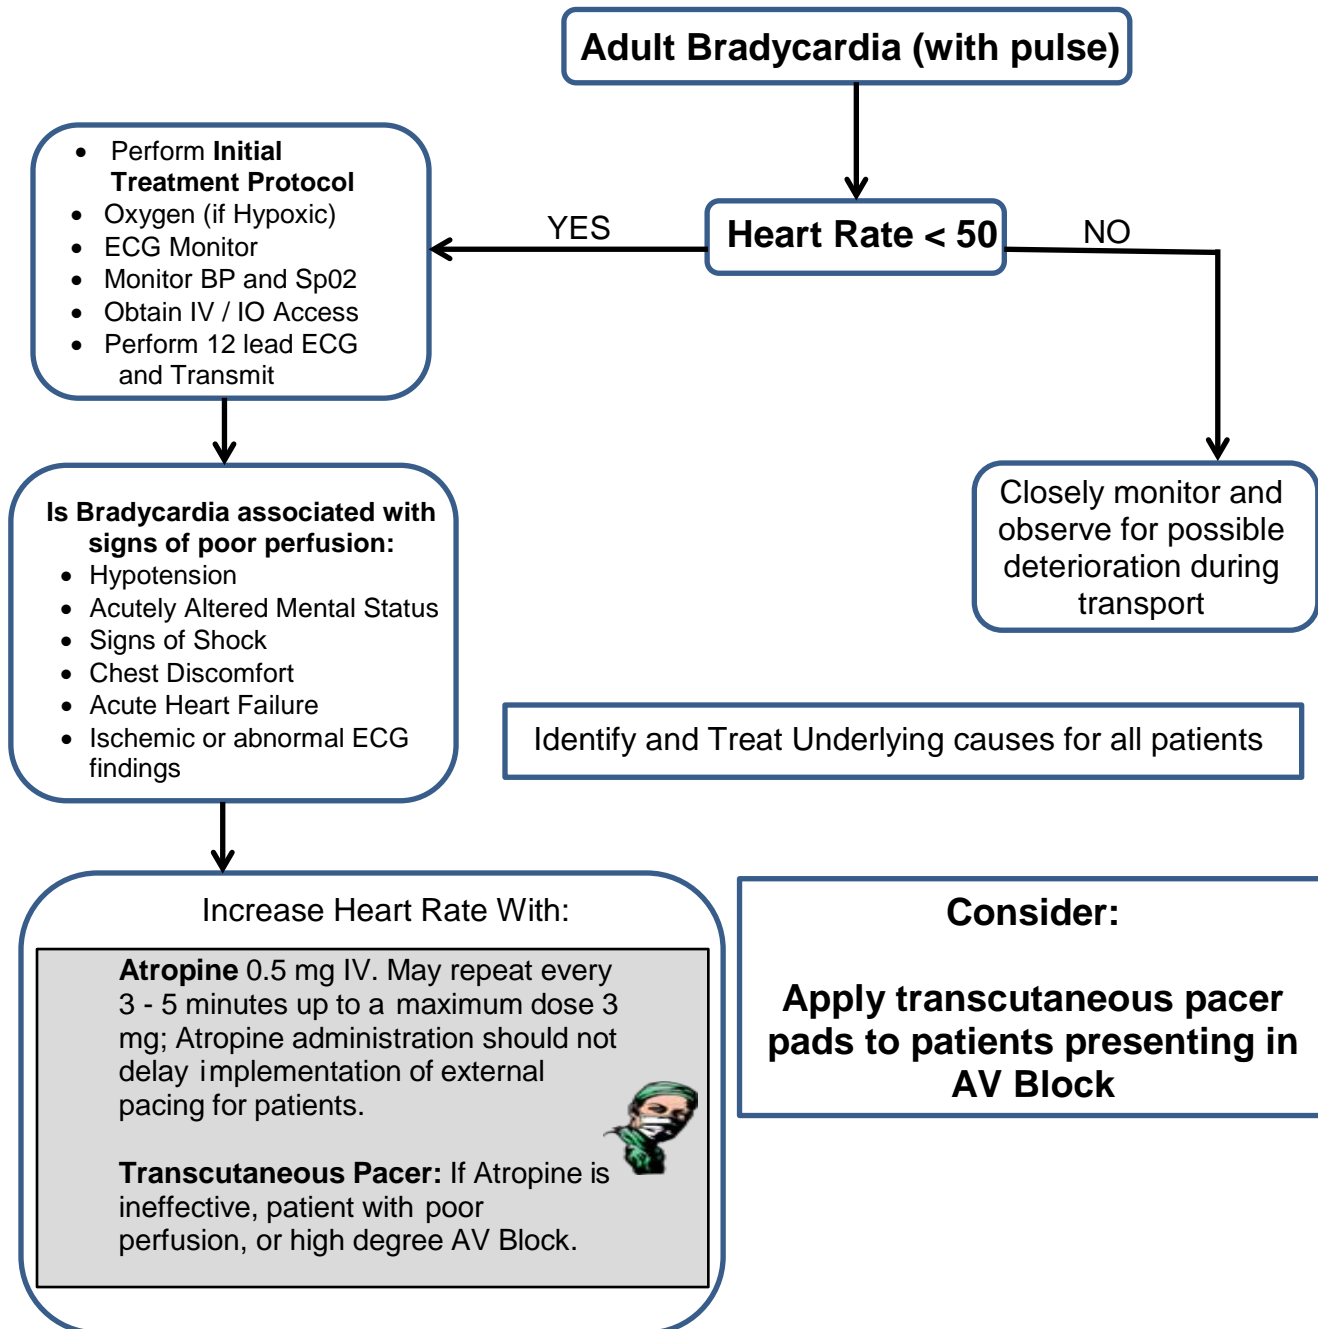 Adult Bradycardia (with pulse)
• Perform Initial
Treatment Protocol
• Oxygen (if Hypoxic)
• ECG Monitor
• Monitor BP and Sp02
• Obtain IV / IO Access
• Perform 12 lead ECG
and Transmit
YES
Heart Rate < 50
NO
Is Bradycardia associated with
signs of poor perfusion:
• Hypotension
• Acutely Altered Mental Status
• Signs of Shock
• Chest Discomfort
• Acute Heart Failure
• Ischemic or abnormal ECG
findings
Closely monitor and
observe for possible
deterioration during
transport
Identify and Treat Underlying causes for all patients
Increase Heart Rate With:
Atropine 0.5 mg IV. May repeat every
3 - 5 minutes up to a maximum dose 3
mg; Atropine administration should not
delay implementation of external
pacing for patients.
Transcutaneous Pacer: If Atropine is
ineffective, patient with poor
perfusion, or high degree AV Block.
Consider:
Apply transcutaneous pacer
pads to patients presenting in
AV Block